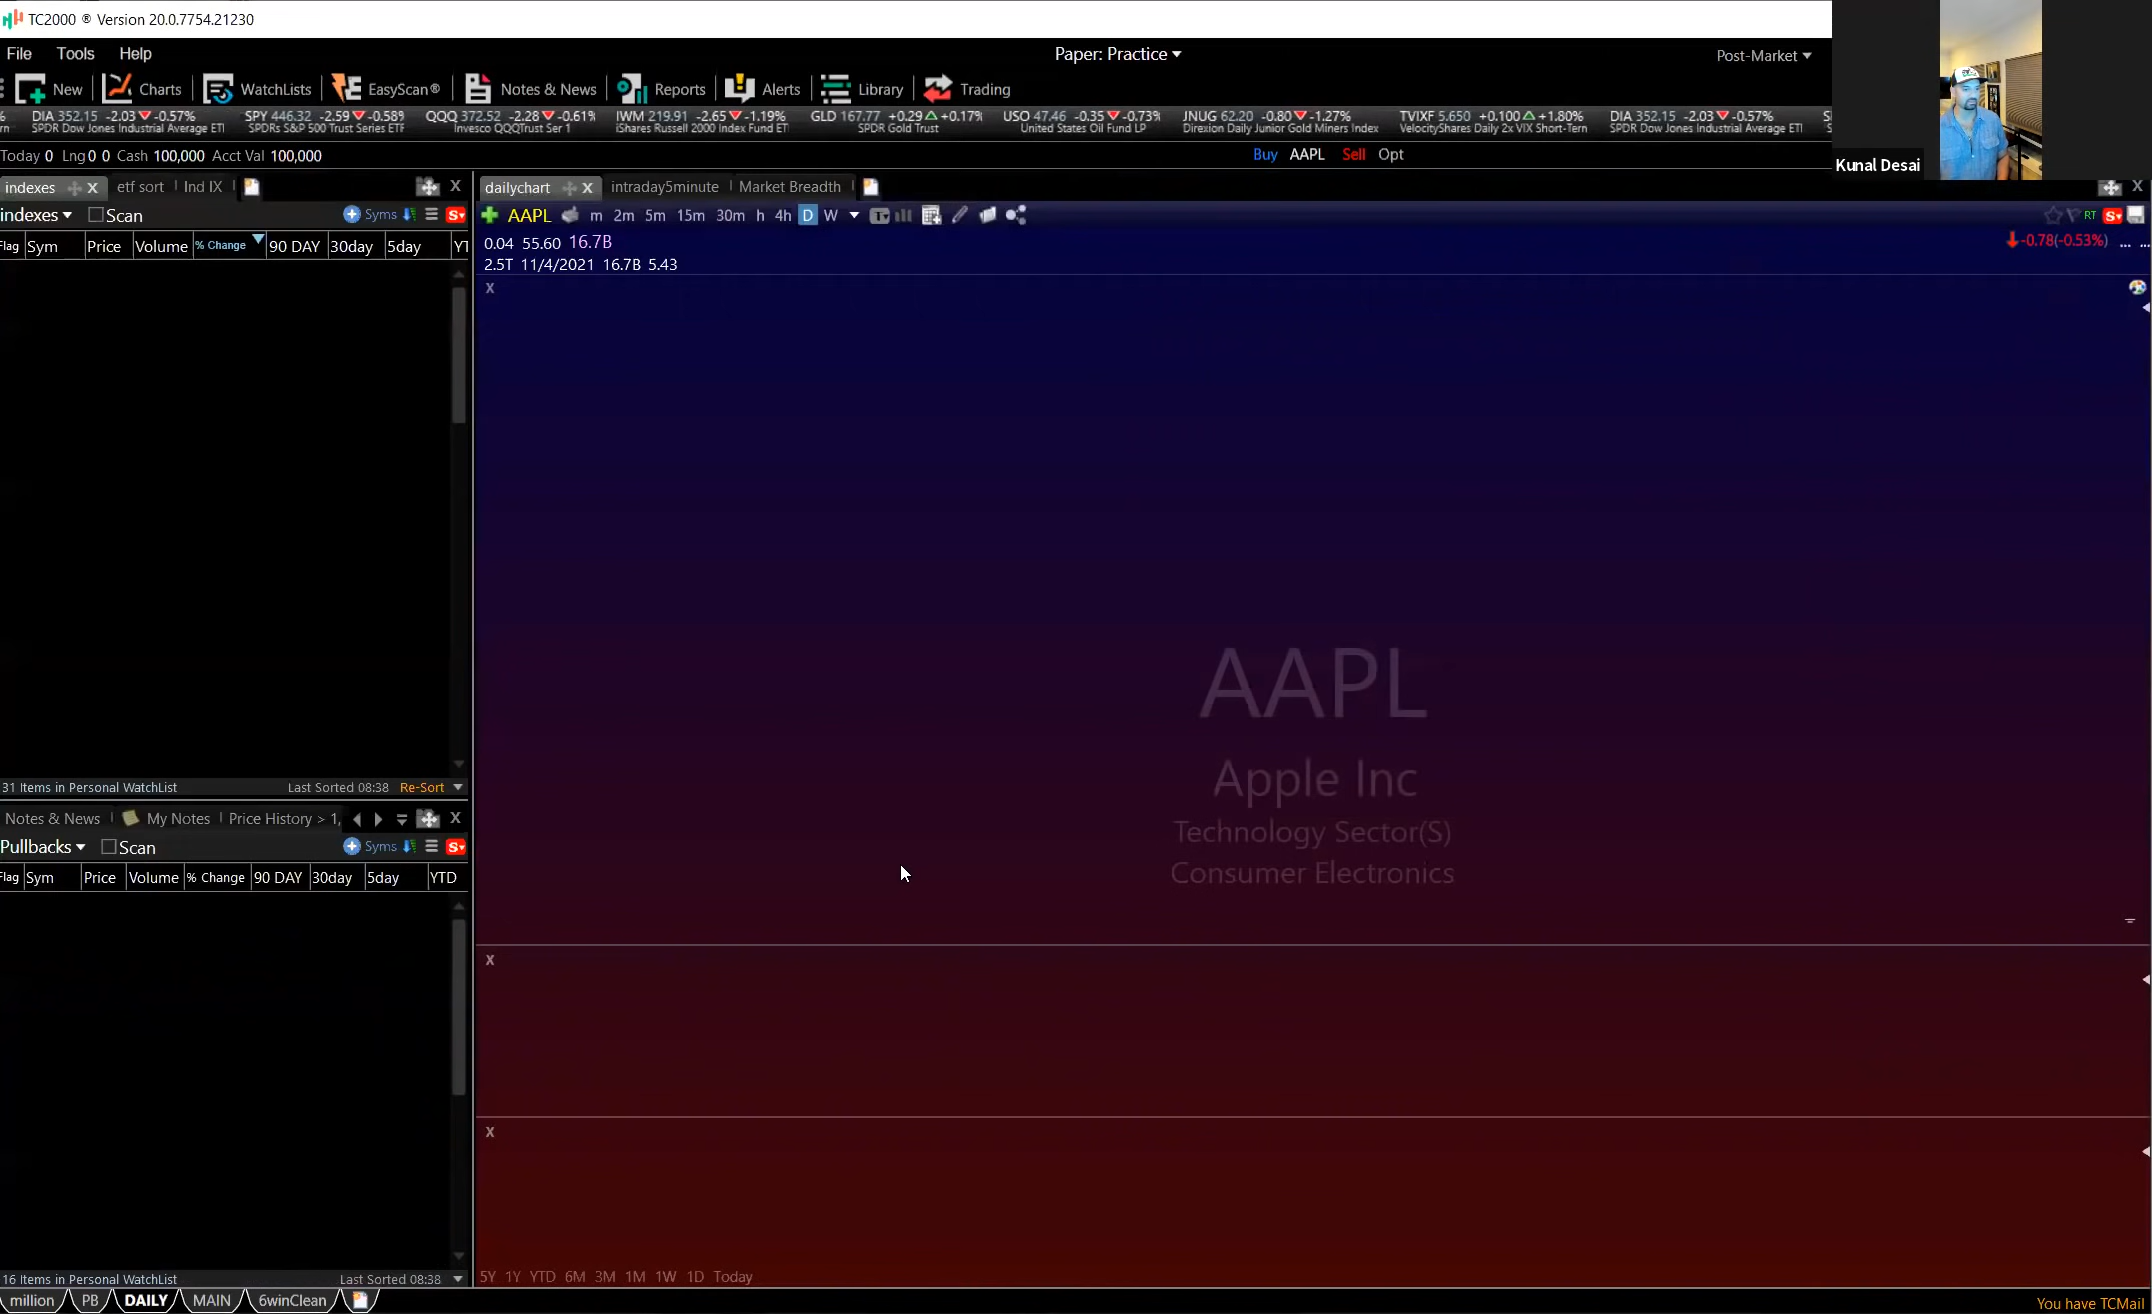 TC2000 ® Version 20.0.7754.21230
File Tools Help Paper: Practice Post-Market
New Charts WatchLists EasyScan® Notes & News Reports Alerts Library Trading
DIA 352.15 -2.03 -0.57% SPY 446.32 -2.59 -0.58% QQQ 372.52 -2.28 -0.61% IWM 219.91 -2.65 -1.19% GLD 167.77 +0.29 +0.17% USO 47.46 -0.35 -0.73% JNUG 62.20 -0.80 -1.27% TVIXF 5.650 +0.100 +1.80% DIA 352.15 -2.03 -0.57%
SPDR Dow Jones Industrial Average ETI SPDRs S&P 500 Trust Series ETF Invesco QQQTrust Ser 1 iShares Russell 2000 Index Fund ET SPDR Gold Trust United States Oil Fund LP Direxion Daily Junior Gold Miners Index VelocityShares Daily 2x VIX Short-Tern SPDR Dow Jones Industrial Average ETI
Today 0 Lng 0 0 Cash 100,000 Acct Val 100,000 Buy AAPL Sell Opt
Kunal Desai
indexes X etf sort Ind IX X
dailychart X intraday5minute Market Breadth X
indexes Scan Syms S
AAPL m 2m 5m 15m 30m h 4h D W T RT S
Flag Sym Price Volume % Change 90 DAY 30day 5day YT
0.04 55.60 16.7B
-0.78(-0.53%) ... ...
2.5T 11/4/2021 16.7B 5.43
X
AAPL
Apple Inc
Technology Sector(S)
Consumer Electronics
31 Items in Personal WatchList Last Sorted 08:38 Re-Sort
Notes & News My Notes Price History > 1, X
Pullbacks Scan Syms S
Flag Sym Price Volume % Change 90 DAY 30day 5day YTD
X
X
16 Items in Personal WatchList Last Sorted 08:38
5Y 1Y YTD 6M 3M 1M 1W 1D Today
million PB DAILY MAIN 6winClean
You have TCMail